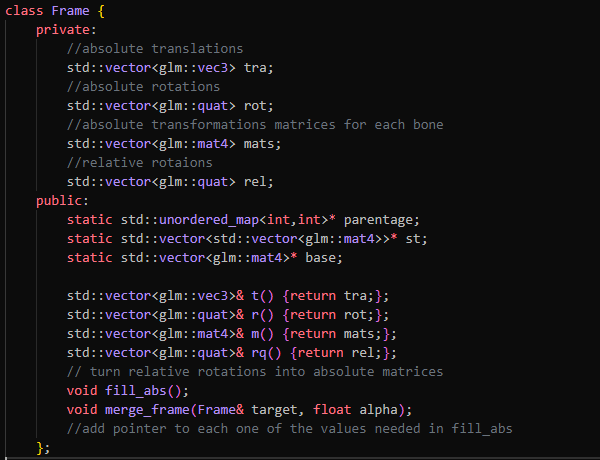 class Frame {
private:
//absolute translations
std::vector<glm::vec3> tra;
//absolute rotations
std::vector<glm::quat> rot;
//absolute transformations matrices for each bone
std::vector<glm::mat4> mats;
//relative rotaions
std::vector<glm::quat> rel;
public:
static std::unordered_map<int,int>* parentage;
static std::vector<std::vector<glm::mat4>>* st;
static std::vector<glm::mat4>* base;
std::vector<glm::vec3>& t() {return tra;};
std::vector<glm::quat>& r() {return rot;};
std::vector<glm::mat4>& m() {return mats;};
std::vector<glm::quat>& rq() {return rel;};
// turn relative rotations into absolute matrices
void fill_abs();
void merge_frame(Frame& target, float alpha);
//add pointer to each one of the values needed in fill_abs
};